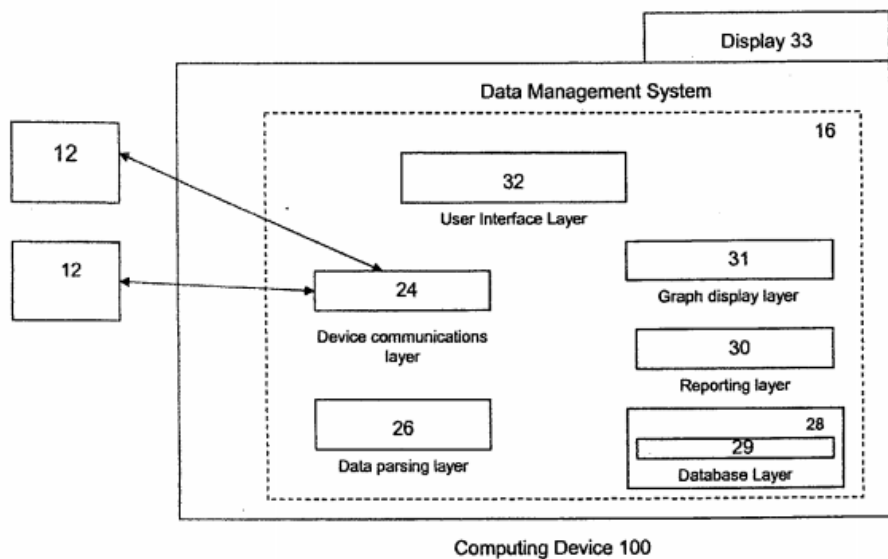 Display 33
Data Management System
16
12
32
User Interface Layer
12
31
24
Graph display layer
Device communications
layer
30
Reporting layer
26
28
29
Data parsing layer
Database Layer
Computing Device 100